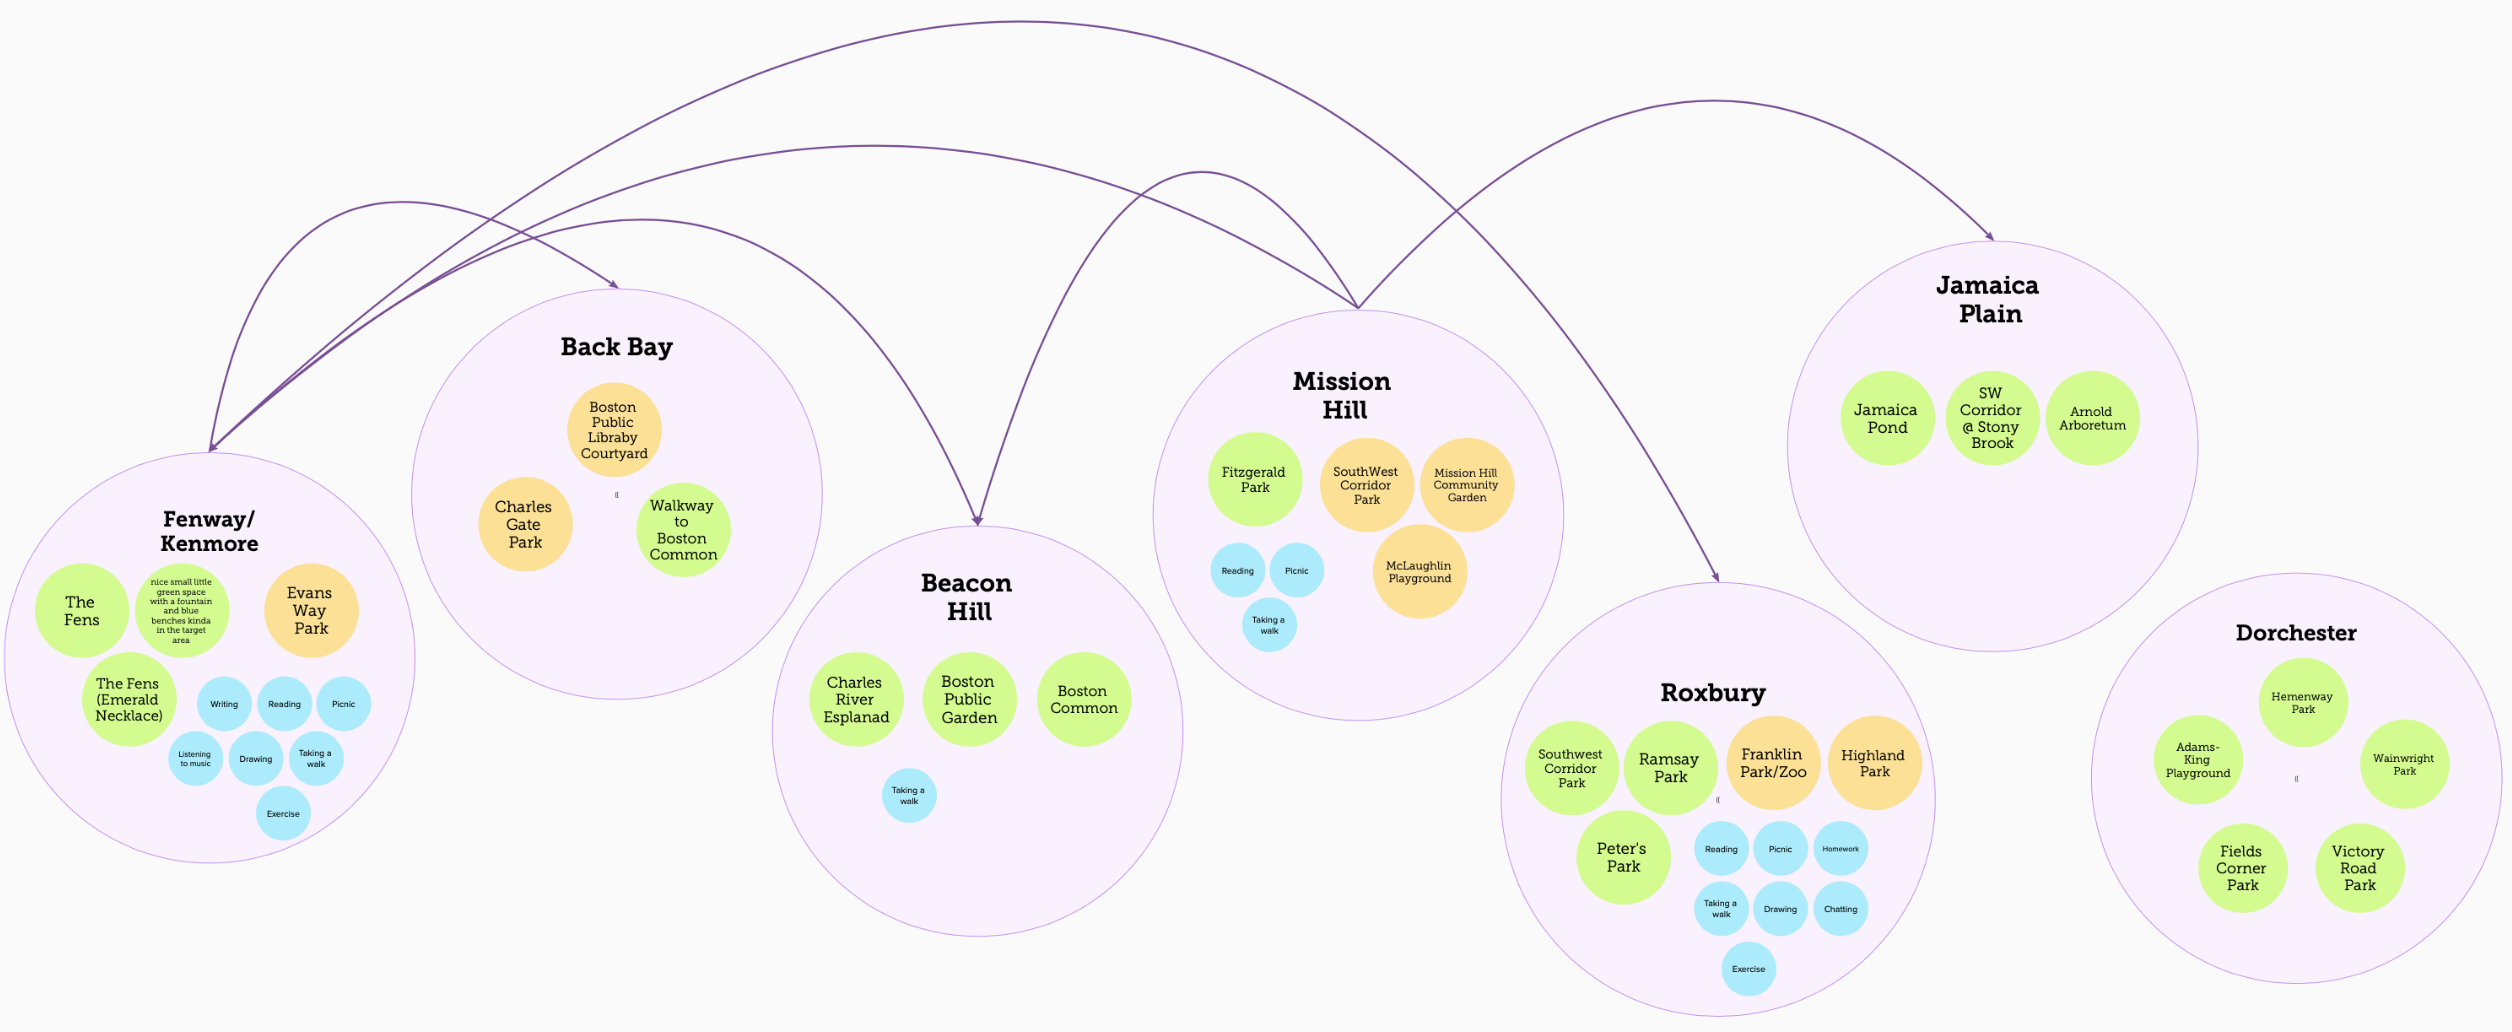 Fenway/
Kenmore
The
Fens
nice small little
green space
with a fountain
and blue
benches kinda
in the target
area
Evans
Way
Park
The Fens
(Emerald
Necklace)
Writing
Reading
Picnic
Listening
to music
Drawing
Taking a
walk
Exercise
Back Bay
Boston
Public
Libraby
Courtyard
Charles
Gate
Park
Walkway
to
Boston
Common
Beacon
Hill
Charles
River
Esplanad
Boston
Public
Garden
Boston
Common
Taking a
walk
Mission
Hill
Fitzgerald
Park
SouthWest
Corridor
Park
Mission Hill
Community
Garden
McLaughlin
Playground
Reading
Picnic
Taking a
walk
Roxbury
Southwest
Corridor
Park
Ramsay
Park
Franklin
Park/Zoo
Highland
Park
Peter's
Park
Reading
Picnic
Homework
Taking a
walk
Drawing
Chatting
Exercise
Jamaica
Plain
Jamaica
Pond
SW
Corridor
@ Stony
Brook
Arnold
Arboretum
Dorchester
Hemenway
Park
Adams-
King
Playground
Wainwright
Park
Fields
Corner
Park
Victory
Road
Park